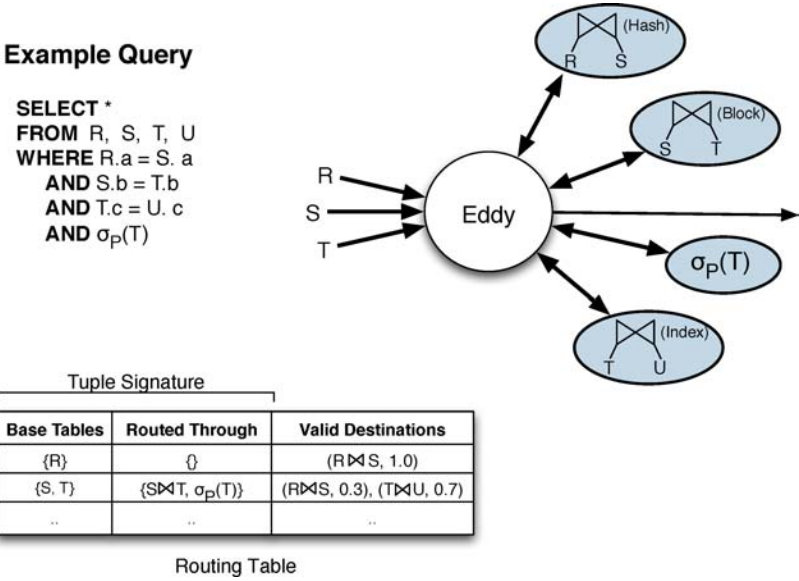 Example Query
SELECT *
FROM R, S, T, U
WHERE R.a = S. a
AND S.b = T.b
AND T.c = U. c
AND σP(T)
R
S
T
Eddy
⋈ (Hash)
R S
⋈ (Block)
S T
σP(T)
⋈ (Index)
T U
Tuple Signature
Base Tables Routed Through Valid Destinations
{R} {} (R⋈S, 1.0)
{S, T} {S⋈T, σP(T)} (R⋈S, 0.3), (T⋈U, 0.7)
.. .. ..
Routing Table